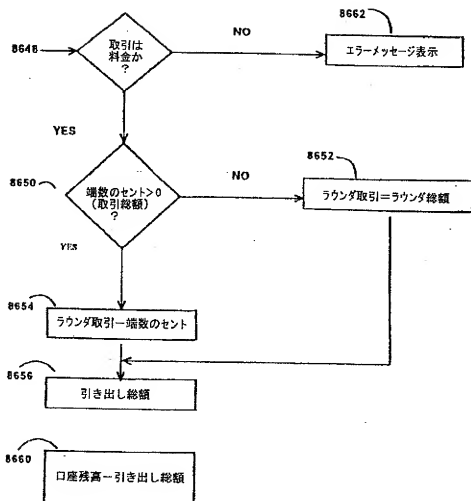 8648
取引は
料金か
?
NO
8662
エラーメッセージ表示
YES
8650
端数のセント>0
(取引総額)
?
NO
8652
ラウンダ取引=ラウンダ総額
YES
8654
ラウンダ取引－端数のセント
8656
引き出し総額
8660
口座残高－引き出し総額